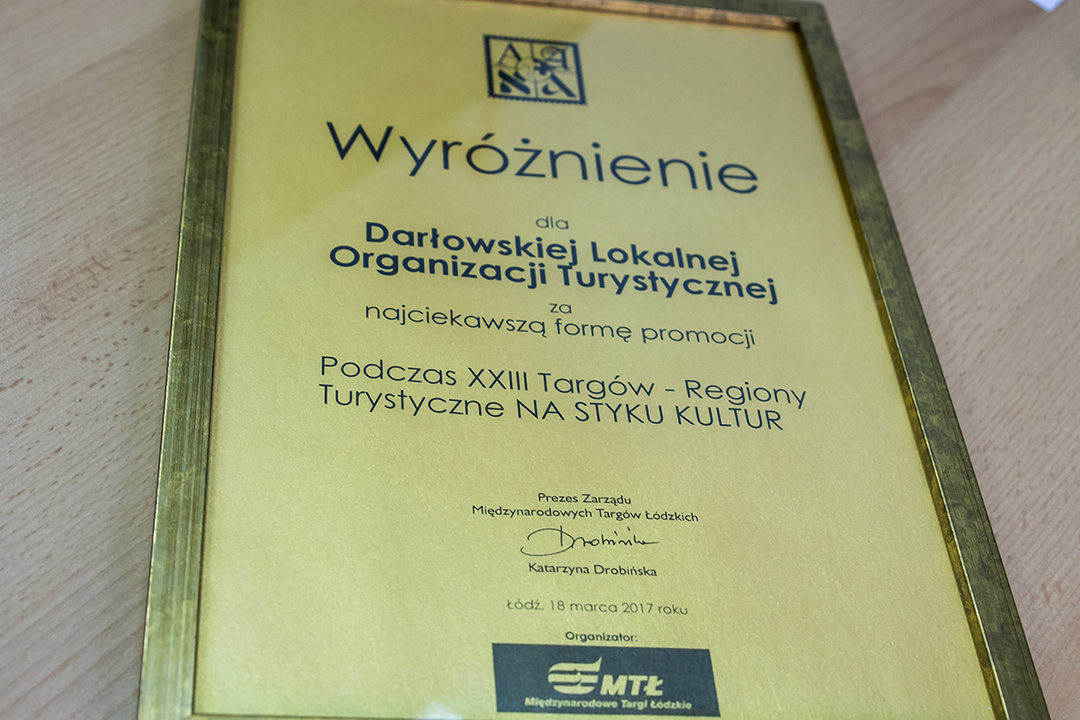 Wyróżnienie
dla
Darłowskiej Lokalnej
Organizacji Turystycznej
za
najciekawszą formę promocji
Podczas XXIII Targów - Regiony
Turystyczne NA STYKU KULTUR
Prezes Zarządu
Międzynarodowych Targów Łódzkich
Drobińska
Katarzyna Drobińska
Łódź, 18 marca 2017 roku
Organizator:
MTŁ
Międzynarodowe Targi Łódzkie